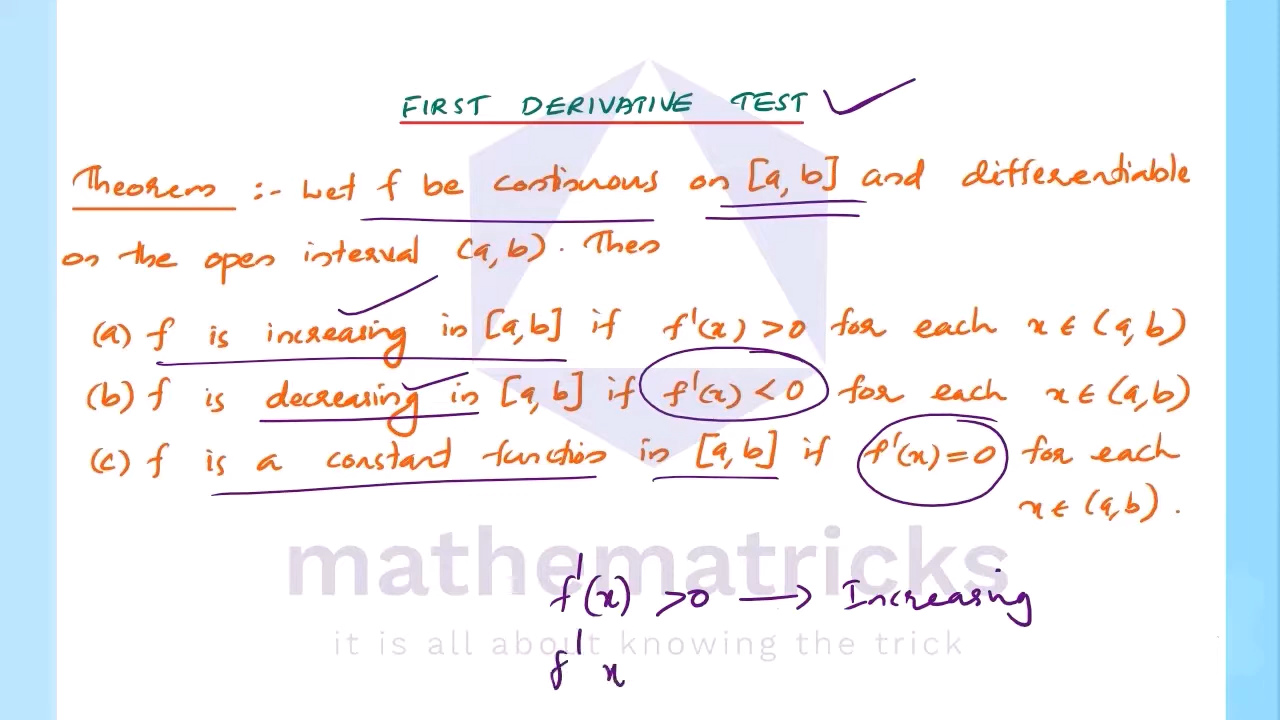 FIRST DERIVATIVE TEST
Theorem :- Let f be continuous on [a, b] and differentiable
on the open interval (a, b). Then
(a) f is increasing in [a, b] if f'(x) > 0 for each x ∈ (a, b)
(b) f is decreasing in [a, b] if f'(x) < 0 for each x ∈ (a, b)
(c) f is a constant function in [a, b] if f'(x) = 0 for each
x ∈ (a, b).
mathematricks
f'(x) > 0 → Increasing
it is all about knowing the trick
f' x